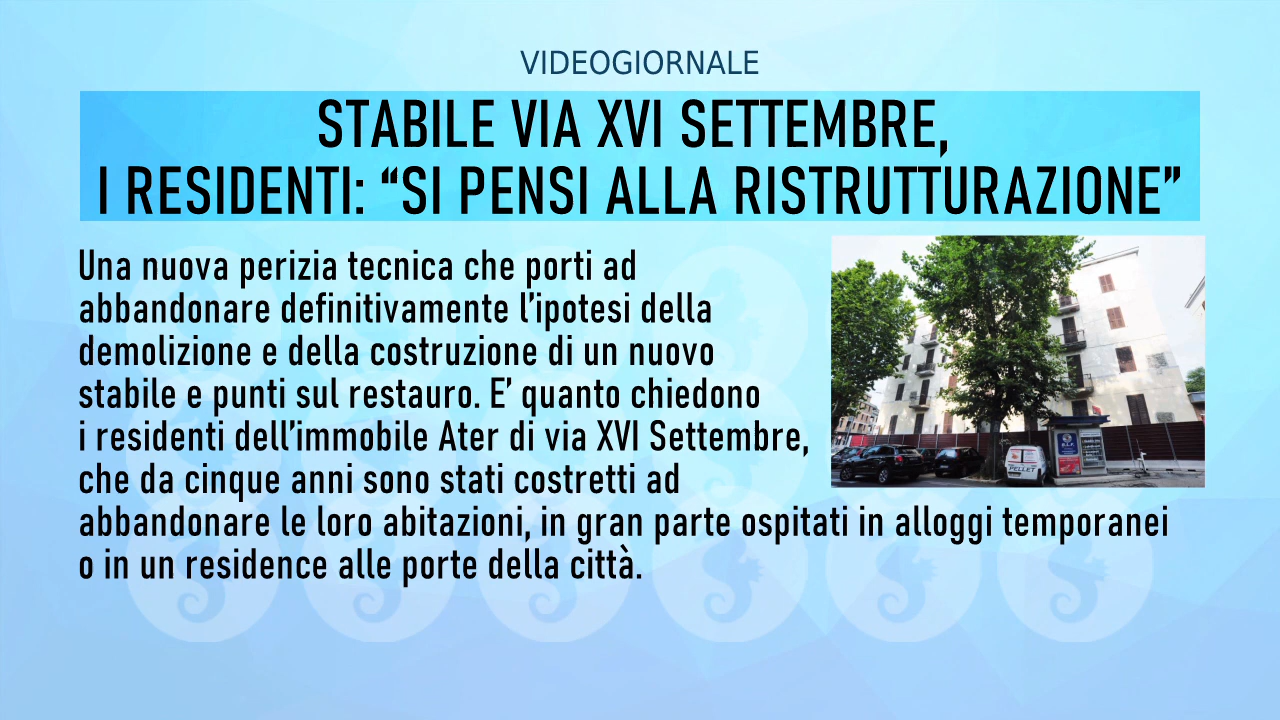 VIDEOGIORNALE
STABILE VIA XVI SETTEMBRE,
I RESIDENTI: “SI PENSI ALLA RISTRUTTURAZIONE”
Una nuova perizia tecnica che porti ad
abbandonare definitivamente l’ipotesi della
demolizione e della costruzione di un nuovo
stabile e punti sul restauro. E’ quanto chiedono
i residenti dell’immobile Ater di via XVI Settembre,
che da cinque anni sono stati costretti ad
abbandonare le loro abitazioni, in gran parte ospitati in alloggi temporanei
o in un residence alle porte della città.
PELLET